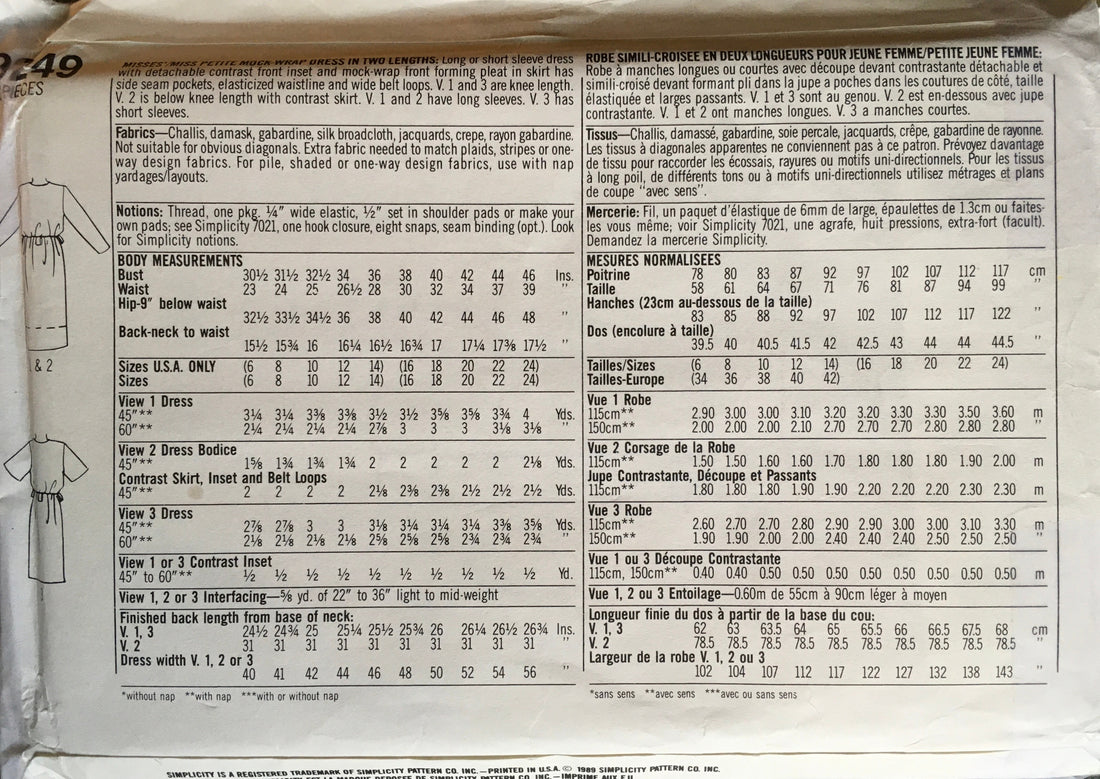 9249
PIECES
& 2
MISSES'/MISS PETITE MOCK-WRAP DRESS IN TWO LENGTHS: Long or short sleeve dress
with detachable contrast front inset and mock-wrap front forming pleat in skirt has
side seam pockets, elasticized waistline and wide belt loops. V. 1 and 3 are knee length.
V. 2 is below knee length with contrast skirt. V. 1 and 2 have long sleeves. V. 3 has
short sleeves.
Fabrics—Challis, damask, gabardine, silk broadcloth, jacquards, crepe, rayon gabardine.
Not suitable for obvious diagonals. Extra fabric needed to match plaids, stripes or one-
way design fabrics. For pile, shaded or one-way design fabrics, use with nap
yardages/layouts.
Notions: Thread, one pkg. ¼" wide elastic, ½" set in shoulder pads or make your
own pads; see Simplicity 7021, one hook closure, eight snaps, seam binding (opt.). Look
for Simplicity notions.
BODY MEASUREMENTS
Bust 30½ 31½ 32½ 34 36 38 40 42 44 46 Ins.
Waist 23 24 25 26½ 28 30 32 34 37 39 "
Hip-9" below waist
32½ 33½ 34½ 36 38 40 42 44 46 48 "
Back-neck to waist
15½ 15¾ 16 16¼ 16½ 16¾ 17 17¼ 17⅜ 17½ "
Sizes U.S.A. ONLY (6 8 10 12 14) (16 18 20 22 24)
Sizes (6 8 10 12 14) (16 18 20 22 24)
View 1 Dress
45"** 3¼ 3¼ 3⅜ 3⅜ 3½ 3½ 3⅝ 3⅝ 3¾ 4 Yds.
60"** 2¼ 2¼ 2¼ 2¼ 2⅞ 3 3 3 3⅛ 3⅛ "
View 2 Dress Bodice
45"** 1⅝ 1¾ 1¾ 1¾ 2 2 2 2 2 2⅛ Yds.
Contrast Skirt, Inset and Belt Loops
45"** 2 2 2 2 2⅛ 2⅜ 2⅜ 2½ 2½ 2½ Yds.
View 3 Dress
45"** 2⅞ 2⅞ 3 3 3⅛ 3¼ 3¼ 3¼ 3⅜ 3⅝ Yds.
60"** 2⅛ 2⅛ 2⅛ 2⅛ 2⅝ 2⅝ 2⅝ 2¾ 2¾ 2¾ "
View 1 or 3 Contrast Inset
45" to 60"** ½ ½ ½ ½ ½ ½ ½ ½ ½ ½ Yd.
View 1, 2 or 3 Interfacing—⅝ yd. of 22" to 36" light to mid-weight
Finished back length from base of neck:
V. 1, 3 24½ 24¾ 25 25¼ 25½ 25¾ 26 26¼ 26½ 26¾ Ins.
V. 2 31 31 31 31 31 31 31 31 31 31 "
Dress width V. 1, 2 or 3
40 41 42 44 46 48 50 52 54 56 "
*without nap **with nap ***with or without nap
ROBE SIMILI-CROISEE EN DEUX LONGUEURS POUR JEUNE FEMME/PETITE JEUNE FEMME:
Robe à manches longues ou courtes avec découpe devant contrastante détachable et
simili-croisé devant formant pli dans la jupe a poches dans les coutures de côté, taille
élastiquée et larges passants. V. 1 et 3 sont au genou. V. 2 est en-dessous avec jupe
contrastante. V. 1 et 2 ont manches longues. V. 3 a manches courtes.
Tissus—Challis, damassé, gabardine, soie percale, jacquards, crêpe, gabardine de rayonne.
Les tissus à diagonales apparentes ne conviennent pas à ce patron. Prévoyez davantage
de tissu pour raccorder les écossais, rayures ou motifs uni-directionnels. Pour les tissus
à long poil, de différents tons ou à motifs uni-directionnels utilisez métrages et plans
de coupe "avec sens".
Mercerie: Fil, un paquet d'élastique de 6mm de large, épaulettes de 1.3cm ou faites-
les vous même; voir Simplicity 7021, une agrafe, huit pressions, extra-fort (facult).
Demandez la mercerie Simplicity.
MESURES NORMALISEES
Poitrine 78 80 83 87 92 97 102 107 112 117 cm
Taille 58 61 64 67 71 76 81 87 94 99 "
Hanches (23cm au-dessous de la taille)
83 85 88 92 97 102 107 112 117 122 "
Dos (encolure à taille)
39.5 40 40.5 41.5 42 42.5 43 44 44 44.5 "
Tailles/Sizes (6 8 10 12 14) (16 18 20 22 24)
Tailles-Europe (34 36 38 40 42)
Vue 1 Robe
115cm** 2.90 3.00 3.00 3.10 3.20 3.20 3.30 3.30 3.50 3.60 m
150cm** 2.00 2.00 2.00 2.10 2.70 2.70 2.70 2.80 2.80 2.80 "
Vue 2 Corsage de la Robe
115cm** 1.50 1.50 1.60 1.60 1.70 1.80 1.80 1.80 1.90 2.00 m
Jupe Contrastante, Découpe et Passants
115cm** 1.80 1.80 1.80 1.90 1.90 2.20 2.20 2.20 2.30 2.30 m
Vue 3 Robe
115cm** 2.60 2.70 2.70 2.80 2.90 2.90 3.00 3.00 3.10 3.30 m
150cm** 1.90 1.90 2.00 2.00 2.40 2.40 2.40 2.50 2.50 2.50 "
Vue 1 ou 3 Découpe Contrastante
115cm, 150cm** 0.40 0.40 0.50 0.50 0.50 0.50 0.50 0.50 0.50 0.50 m
Vue 1, 2 ou 3 Entoilage—0.60m de 55cm à 90cm léger à moyen
Longueur finie du dos à partir de la base du cou:
V. 1, 3 62 63 63.5 64 65 65.5 66 66.5 67.5 68 cm
V. 2 78.5 78.5 78.5 78.5 78.5 78.5 78.5 78.5 78.5 78.5 "
Largeur de la robe V. 1, 2 ou 3
102 104 107 112 117 122 127 132 138 143 "
*sans sens **avec sens ***avec ou sans sens
SIMPLICITY IS A REGISTERED TRADEMARK OF SIMPLICITY PATTERN CO. INC.—PRINTED IN U.S.A. © 1989 SIMPLICITY PATTERN CO. INC.